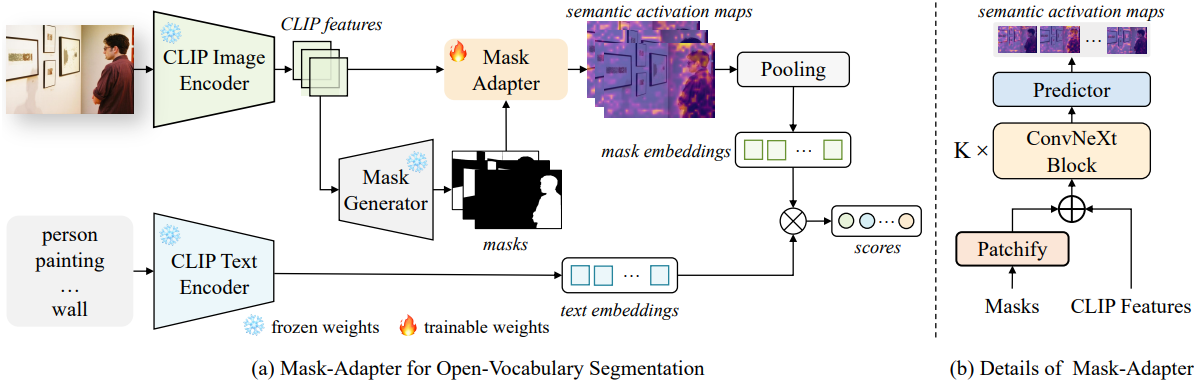 CLIP features
semantic activation maps
CLIP Image
Encoder
Mask
Adapter
Pooling
mask embeddings
Mask
Generator
masks
scores
person
painting
...
wall
CLIP Text
Encoder
...
...
...
text embeddings
frozen weights
trainable weights
(a) Mask-Adapter for Open-Vocabulary Segmentation
semantic activation maps
...
Predictor
K ×
ConvNeXt
Block
Patchify
Masks
CLIP Features
(b) Details of Mask-Adapter